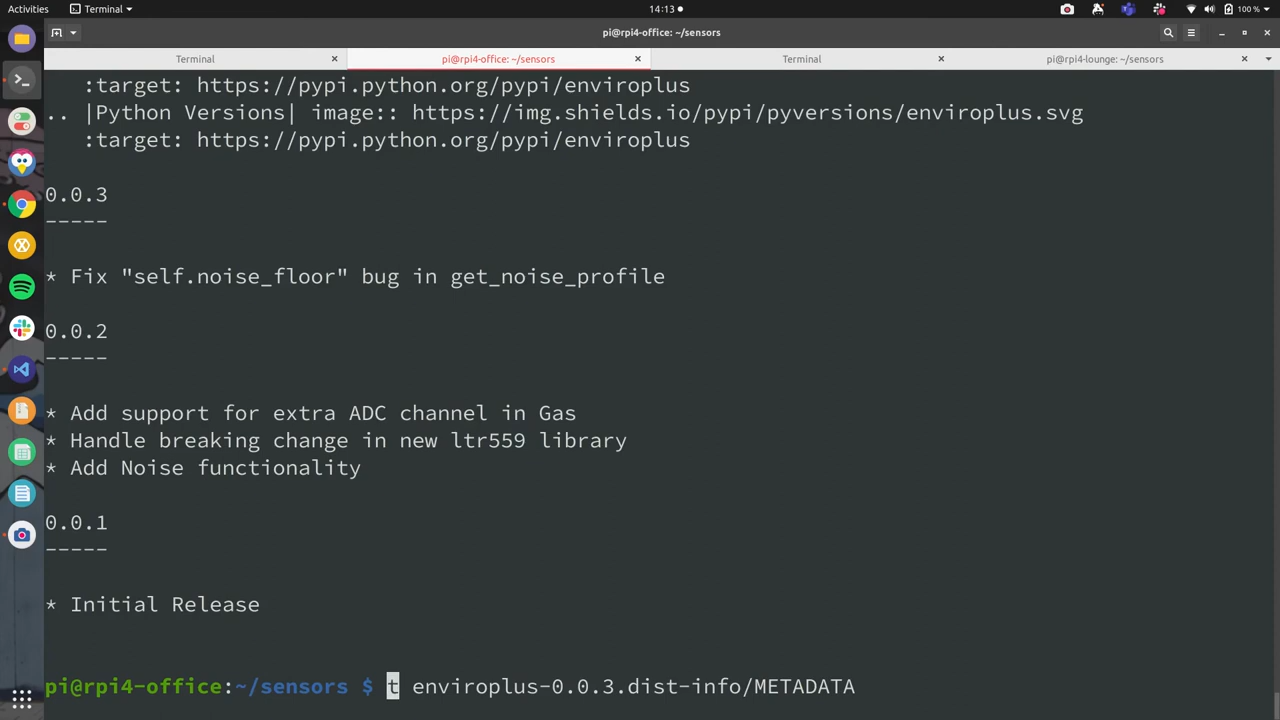 Activities
Terminal
14:13
100 %
pi@rpi4-office: ~/sensors
Terminal
pi@rpi4-office: ~/sensors
Terminal
pi@rpi4-lounge: ~/sensors
:target: https://pypi.python.org/pypi/enviroplus
.. |Python Versions| image:: https://img.shields.io/pypi/pyversions/enviroplus.svg
:target: https://pypi.python.org/pypi/enviroplus
0.0.3
-----
* Fix "self.noise_floor" bug in get_noise_profile
0.0.2
-----
* Add support for extra ADC channel in Gas
* Handle breaking change in new ltr559 library
* Add Noise functionality
0.0.1
-----
* Initial Release
pi@rpi4-office:~/sensors $ t enviroplus-0.0.3.dist-info/METADATA